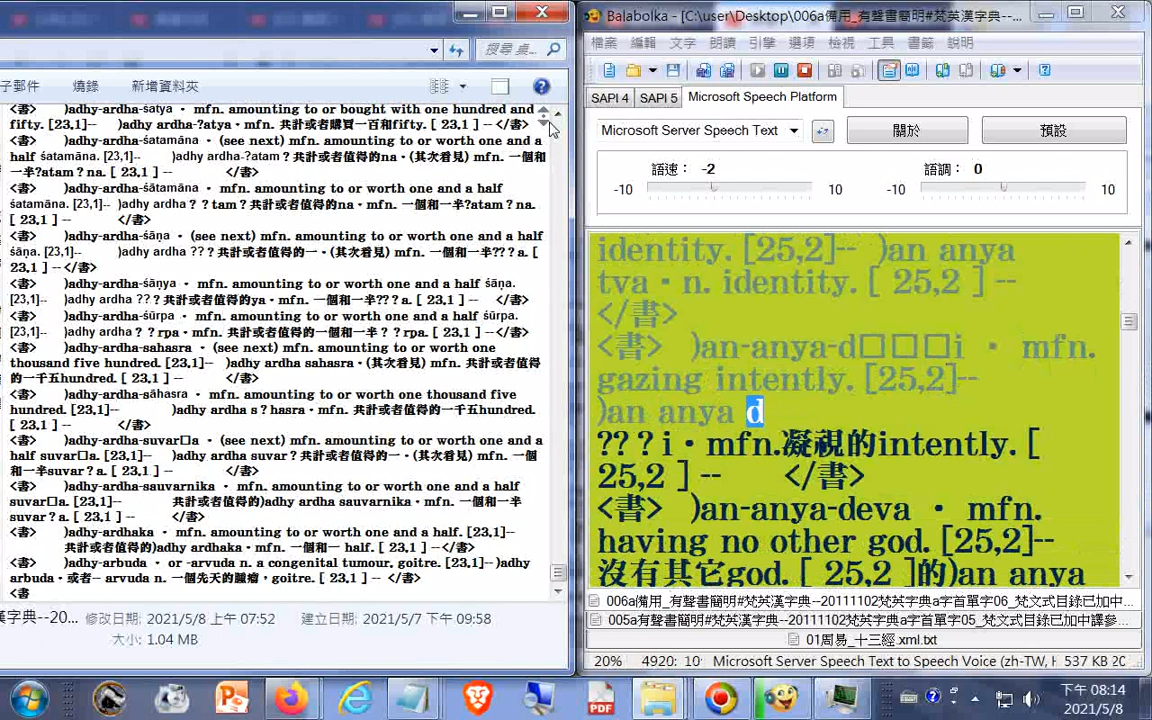 Balabolka - [C:\user\Desktop\006a備用_有聲書簡明#梵英漢字典--...
搜尋 桌...
檔案 編輯 文字 朗讀 引擎 選項 檢視 工具 書籤 說明
子郵件 燒錄 新增資料夾
SAPI 4 SAPI 5 Microsoft Speech Platform
Microsoft Server Speech Text 關於 預設
語速: -2 語調: 0
-10 10 -10 10
<書> )adhy-ardha-śatya・mfn. amounting to or bought with one hundred and
fifty. [23,1]-- )adhy ardha-?atya・mfn. 共計或者購買一百和fifty. [ 23,1 ] --</書>
<書> )adhy-ardha-śatamāna・(see next) mfn. amounting to or worth one and a
half śatamāna. [23,1]-- )adhy ardha-?atam ? 共計或者值得的na・(其次看見) mfn. 一個和
一半?atam ? na. [ 23,1 ] -- </書>
<書> )adhy-ardha-śātamāna・mfn. amounting to or worth one and a half
śatamāna. [23,1]-- )adhy ardha ? ? tam ? 共計或者值得的na・mfn. 一個和一半?atam ? na. [ 23,1 ]
-- </書>
<書> )adhy-ardha-śāṇa・(see next) mfn. amounting to or worth one and a half
śāṇa. [23,1]-- )adhy ardha ?? ? 共計或者值得的一・(其次看見) mfn. 一個和一半??? a. [
23,1 ] --</書>
<書> )adhy-ardha-śāṇya・mfn. amounting to or worth one and a half śāṇa.
[23,1]-- )adhy ardha ?? ? 共計或者值得的ya・mfn. 一個和一半??? a. [ 23,1 ] -- </書>
<書> )adhy-ardha-śūrpa・mfn. amounting to or worth one and a half śūrpa.
[23,1]-- )adhy ardha ? ? rpa・mfn. 共計或者值得的一個和一半 ? ? rpa. [ 23,1 ] -- </書>
<書> )adhy-ardha-sahasra・(see next) mfn. amounting to or worth one
thousand five hundred. [23,1]-- )adhy ardha sahasra・(其次看見) mfn. 共計或者值得
的一千五hundred. [ 23,1 ] -- </書>
<書> )adhy-ardha-sāhasra・mfn. amounting to or worth one thousand five
hundred. [23,1]-- )adhy ardha s ? hasra・mfn. 共計或者值得的一千五hundred.
[ 23,1 ] -- </書>
<書> )adhy-ardha-suvar□a・(see next) mfn. amounting to or worth one and a
half suvar□a. [23,1]-- )adhy ardha suvar ? 共計或者值得的一・(其次看見) mfn. 一個
和一半suvar ? a. [ 23,1 ] -- </書>
<書> )adhy-ardha-sauvarnika・mfn. amounting to or worth one and a half
suvar□a. [23,1]-- 共計或者值得的)adhy ardha sauvarnika・mfn. 一個和一半
suvar ? a. [ 23,1 ] -- </書>
<書> )adhy-ardhaka・mfn. amounting to or worth one and a half. [23,1]--
共計或者值得的)adhy ardhaka・mfn. 一個和一 half. [ 23,1 ] --</書>
<書> )adhy-arbuda・or -arvuda n. a congenital tumour, goitre. [23,1]--)adhy
arbuda・或者-- arvuda n. 一個先天的腫瘤，goitre. [ 23,1 ] -- </書>
<書
identity. [25,2]-- )an anya
tva・n. identity. [ 25,2 ] --
</書>
<書> )an-anya-d□□□i ・ mfn.
gazing intently. [25,2]--
)an anya d
?? ? i・mfn.凝視的intently. [
25,2 ] -- </書>
<書> )an-anya-deva ・ mfn.
having no other god. [25,2]--
沒有其它god. [ 25,2 ]的)an anya
漢字典--20... 修改日期: 2021/5/8 上午 07:52 建立日期: 2021/5/7 下午 09:58
大小: 1.04 MB
006a備用_有聲書簡明#梵英漢字典--20111102梵英字典a字首單字06_梵文式目錄已加中...
005a有聲書簡明#梵英漢字典--20111102梵英字典a字首單字05_梵文式目錄已加中譯參...
01周易_十三經.xml.txt
20% 4920: 10 Microsoft Server Speech Text to Speech Voice (zh-TW, H 537 KB 20
PDF
下午 08:14
2021/5/8